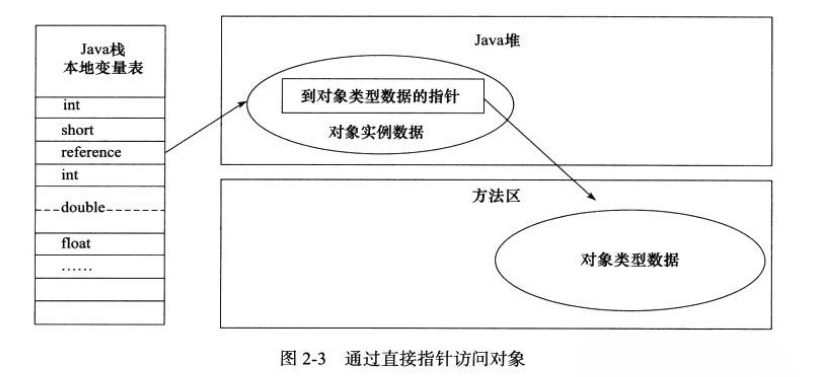 Java栈
本地变量表
int
short
reference
int
double
float
……
Java堆
到对象类型数据的指针
对象实例数据
方法区
对象类型数据
图 2-3 通过直接指针访问对象